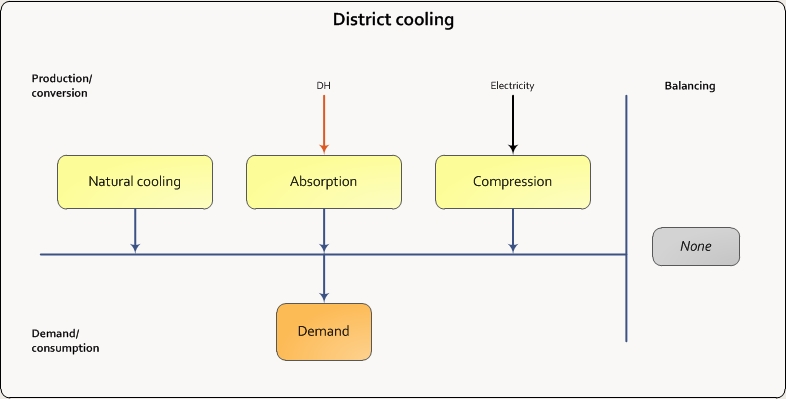 District cooling
Production/
conversion
DH
Electricity
Balancing
Natural cooling
Absorption
Compression
None
Demand
Demand/
consumption